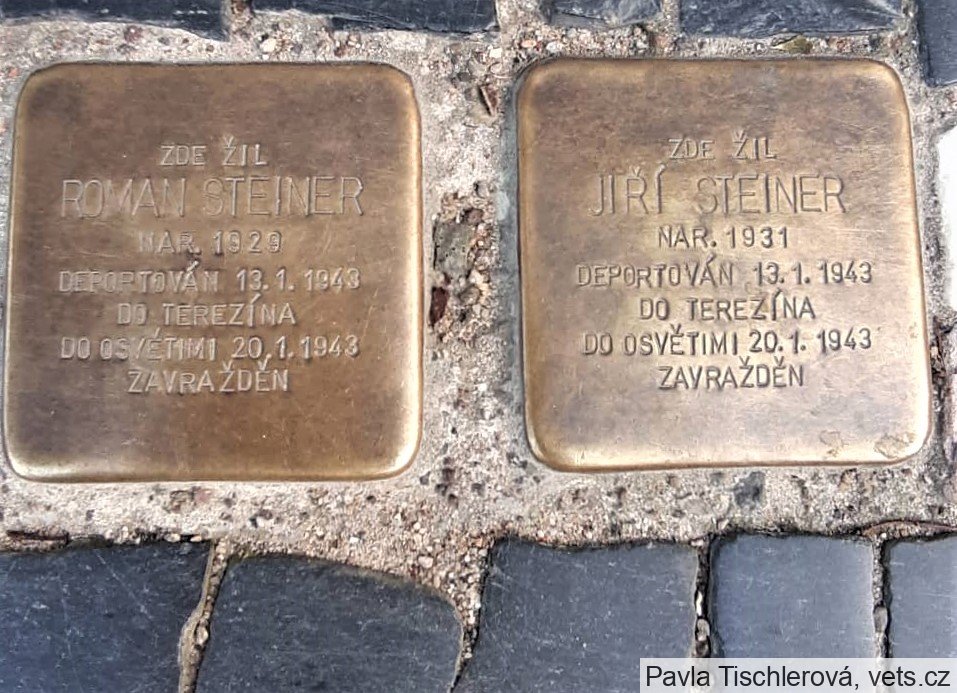 ZDE ŽIL
ROMAN STEINER
NAR. 1929
DEPORTOVÁN 13.1.1943
DO TEREZÍNA
DO OSVĚTIMI 20.1.1943
ZAVRAŽDĚN
ZDE ŽIL
JIŘÍ STEINER
NAR. 1931
DEPORTOVÁN 13.1.1943
DO TEREZÍNA
DO OSVĚTIMI 20.1.1943
ZAVRAŽDĚN
Pavla Tischlerová, vets.cz